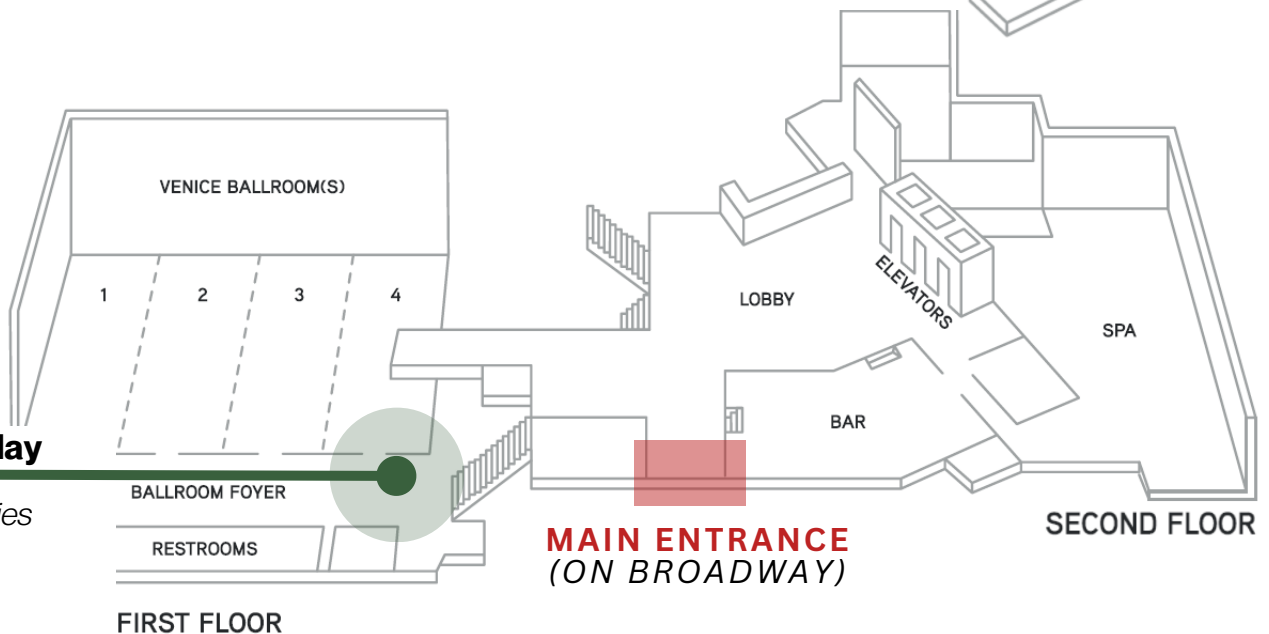 VENICE BALLROOM(S)
1
2
3
4
LOBBY
ELEVATORS
SPA
BAR
BALLROOM FOYER
RESTROOMS
MAIN ENTRANCE
(ON BROADWAY)
SECOND FLOOR
FIRST FLOOR